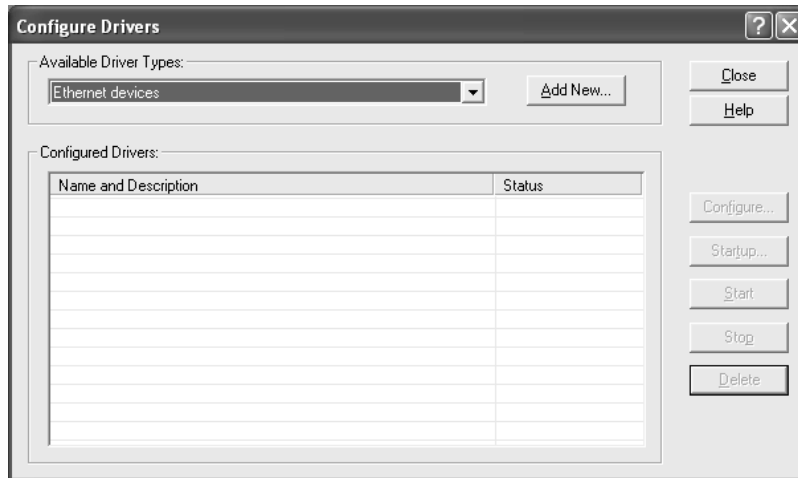 Configure Drivers
Available Driver Types:
Ethernet devices
Add New...
Close
Help
Configured Drivers:
Name and Description Status
Configure...
Startup...
Start
Stop
Delete